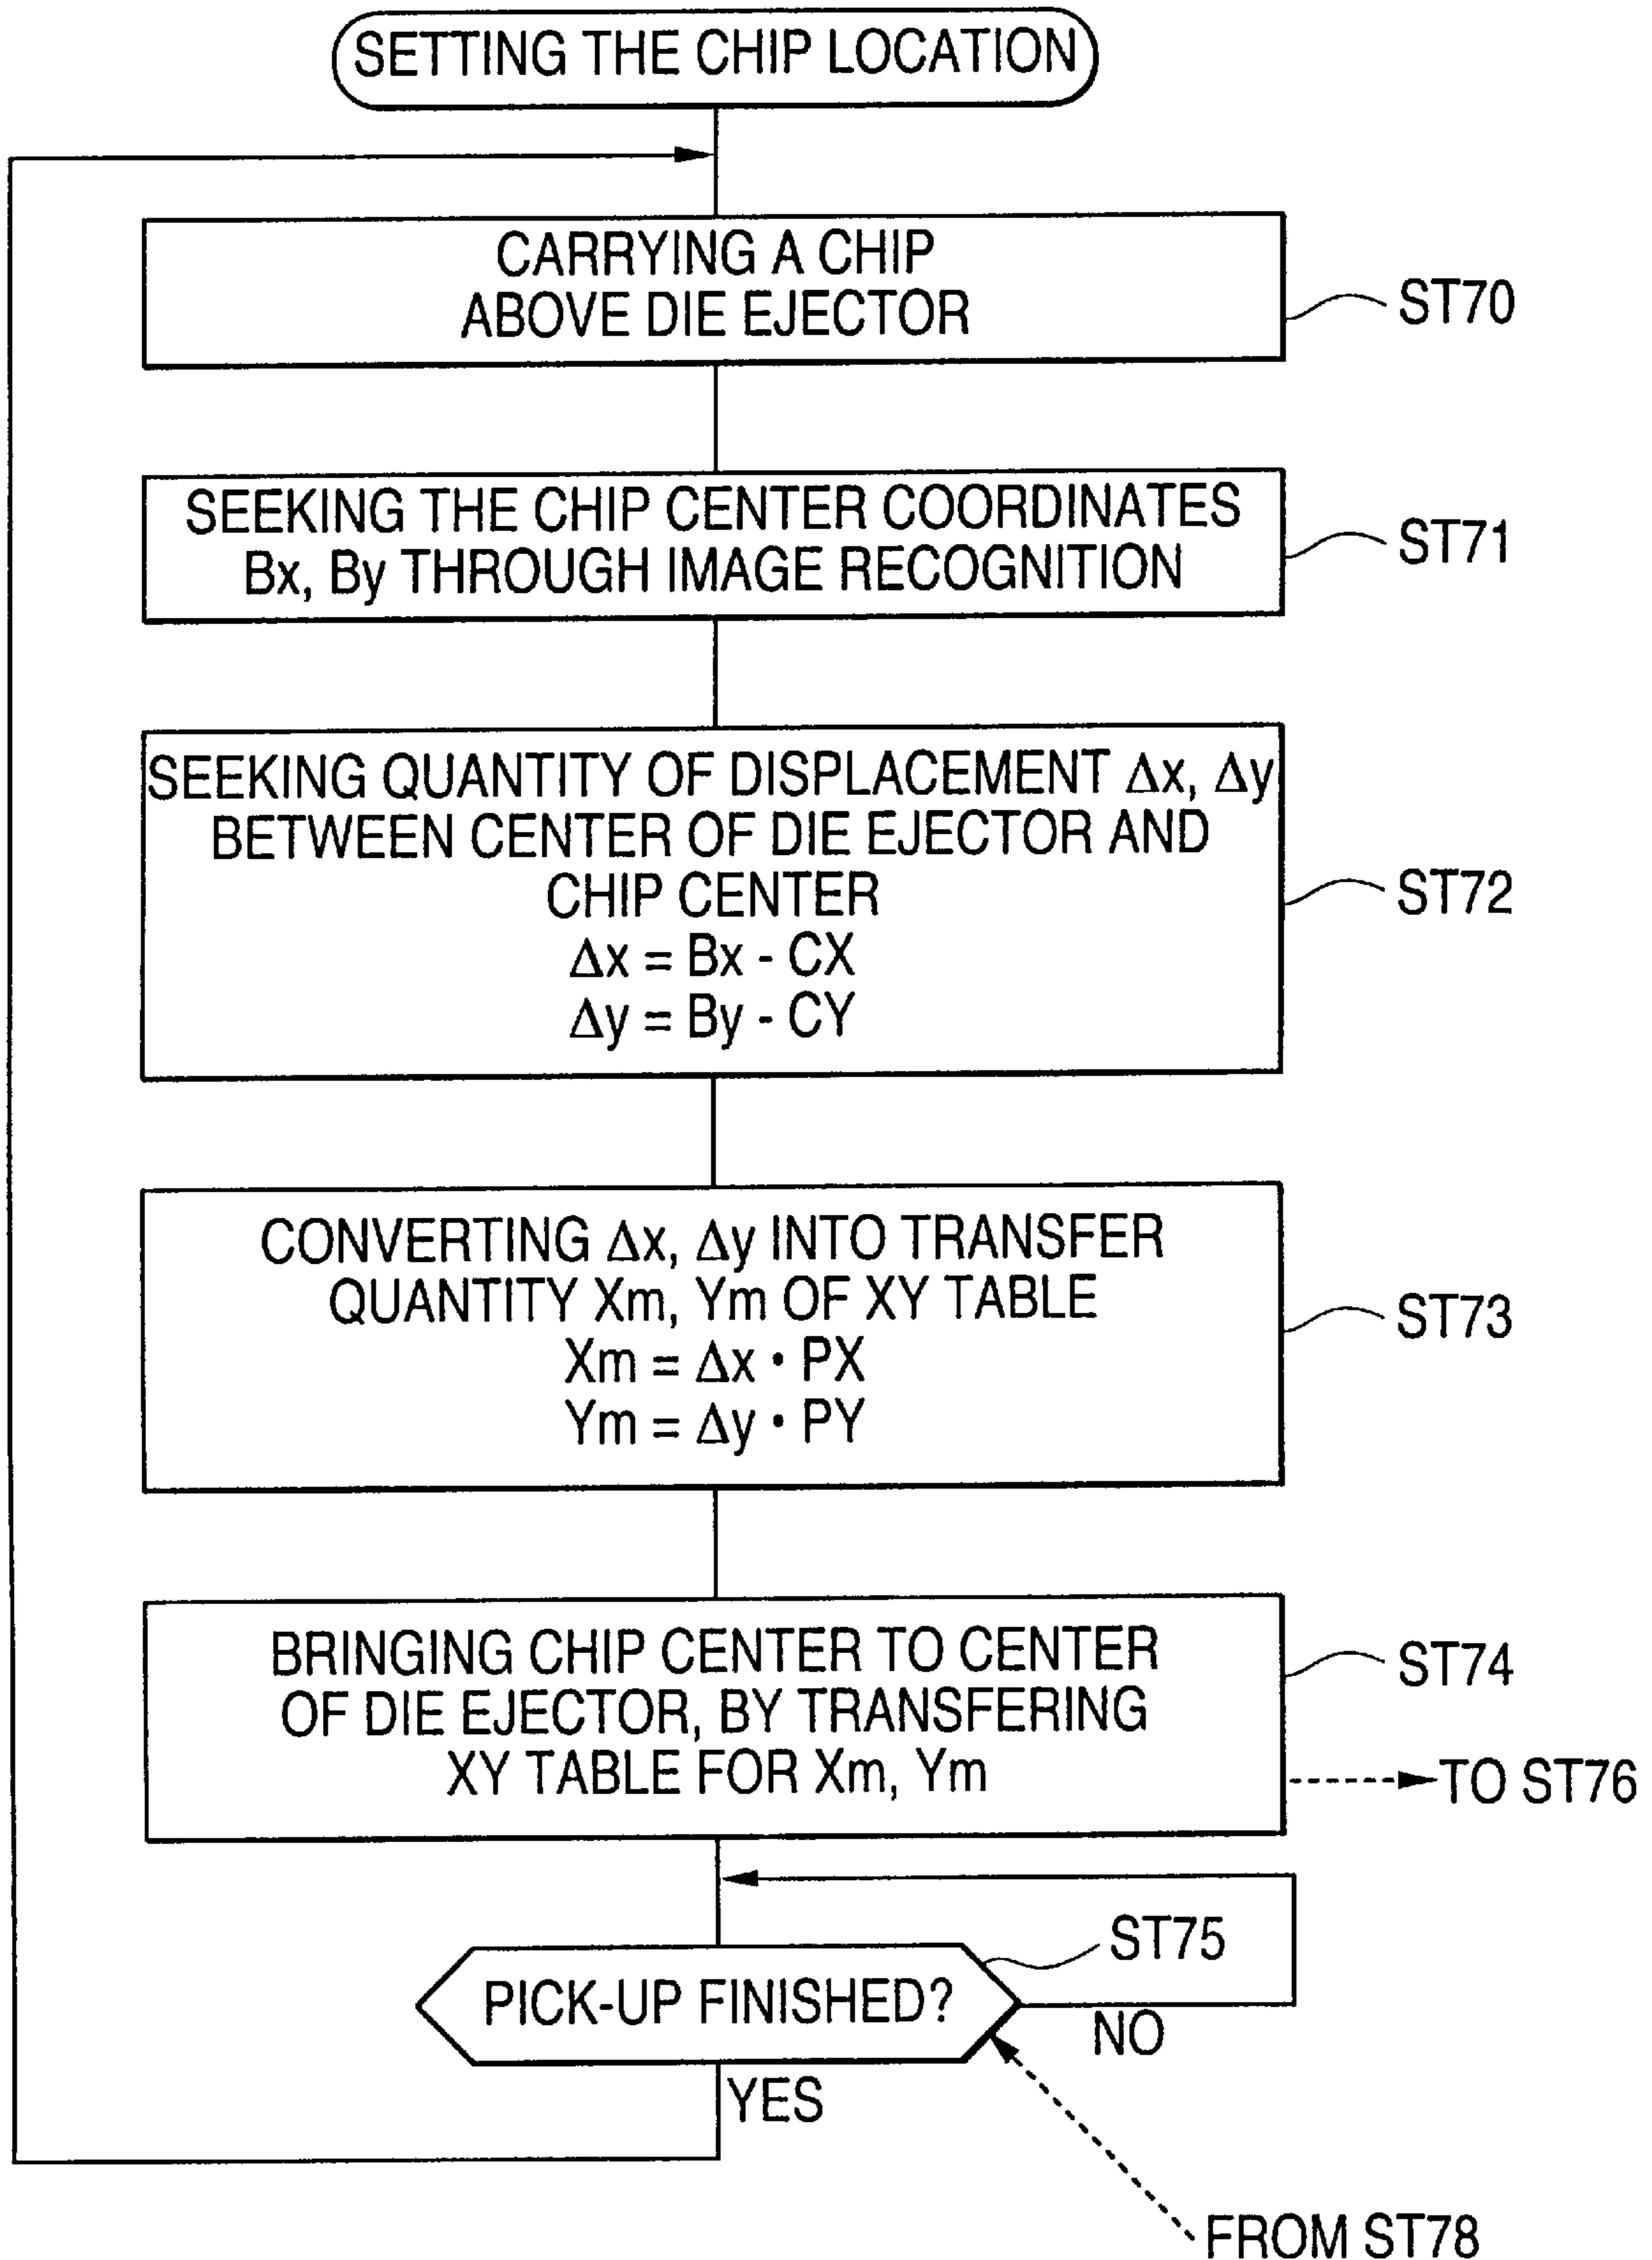 SETTING THE CHIP LOCATION
CARRYING A CHIP
ABOVE DIE EJECTOR
ST70
SEEKING THE CHIP CENTER COORDINATES
Bx, By THROUGH IMAGE RECOGNITION
ST71
SEEKING QUANTITY OF DISPLACEMENT Δx, Δy
BETWEEN CENTER OF DIE EJECTOR AND
CHIP CENTER
Δx = Bx - CX
Δy = By - CY
ST72
CONVERTING Δx, Δy INTO TRANSFER
QUANTITY Xm, Ym OF XY TABLE
Xm = Δx • PX
Ym = Δy • PY
ST73
BRINGING CHIP CENTER TO CENTER
OF DIE EJECTOR, BY TRANSFERING
XY TABLE FOR Xm, Ym
ST74
TO ST76
ST75
PICK-UP FINISHED?
NO
YES
FROM ST78